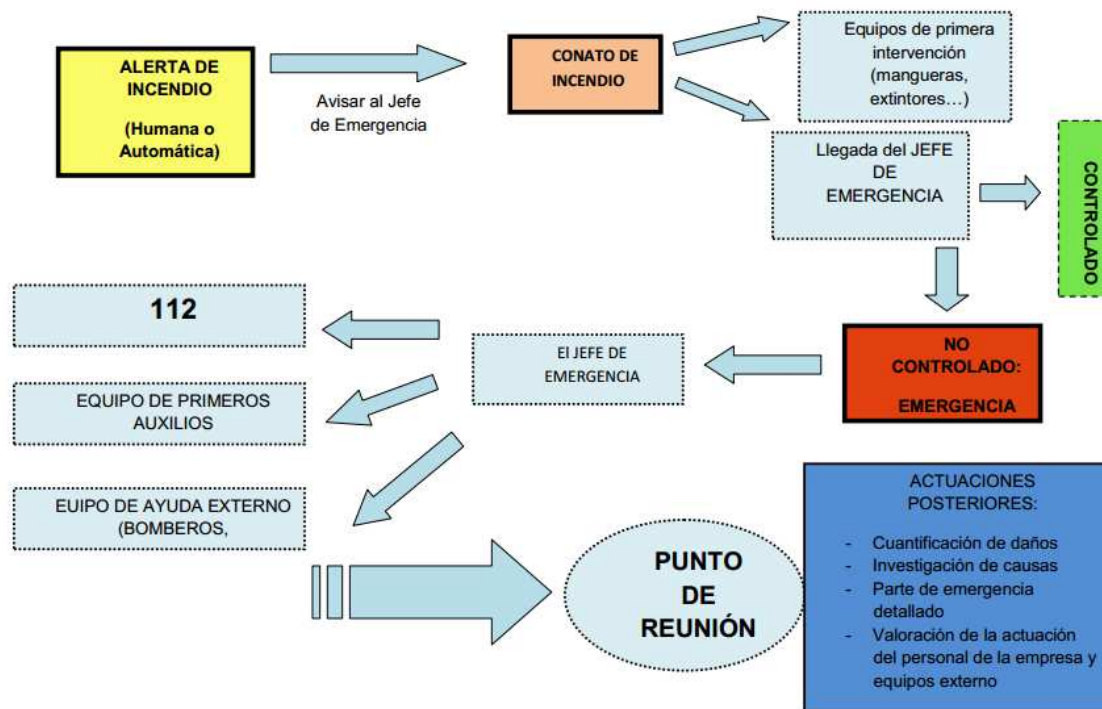 ALERTA DE
INCENDIO
(Humana o
Automática)
Avisar al Jefe
de Emergencia
CONATO DE
INCENDIO
Equipos de primera
intervención
(mangueras,
extintores…)
Llegada del JEFE
DE
EMERGENCIA
CONTROLADO
NO
CONTROLADO:
EMERGENCIA
El JEFE DE
EMERGENCIA
112
EQUIPO DE PRIMEROS
AUXILIOS
EUIPO DE AYUDA EXTERNO
(BOMBEROS,
PUNTO
DE
REUNIÓN
ACTUACIONES
POSTERIORES:
- Cuantificación de daños
- Investigación de causas
- Parte de emergencia
detallado
- Valoración de la actuación
del personal de la empresa y
equipos externo